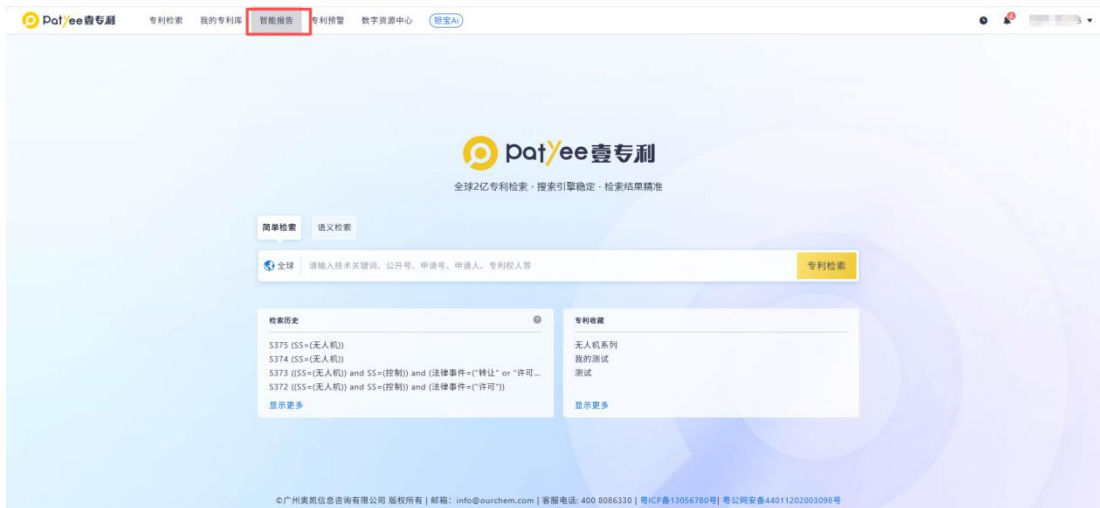 Patyee壹专利 专利检索 我的专利库 智能报告 专利预警 数字资源中心
4
Patyee壹专利
全球2亿专利检索 · 搜索引擎稳定 · 检索结果精准
简单检索 语义检索
全球 请输入技术关键词、公开号、申请号、申请人、专利权人等 专利检索
检索历史 ?
S375 (SS=(无人机))
S374 (SS=(无人机))
S373 ((SS=(无人机)) and SS=(控制)) and (法律事件=("转让" or "许可...
S372 ((SS=(无人机)) and SS=(控制)) and (法律事件=("许可"))
显示更多
专利收藏
无人机系列
我的测试
测试
显示更多
©广州奥凯信息咨询有限公司 版权所有 | 邮箱：info@ourchem.com | 客服电话: 400 8086330 | 粤ICP备13056780号| 粤公网安备44011202003098号